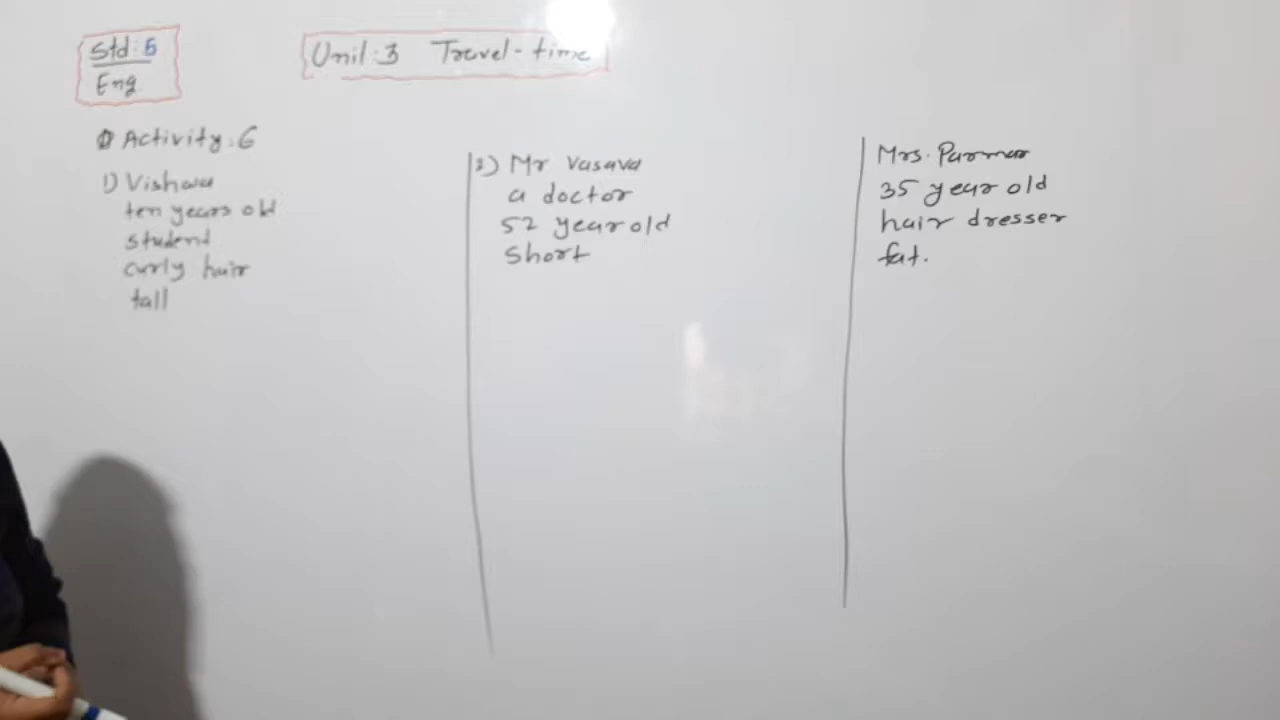 Std: 5
Eng
Unit: 3 Travel-time
Activity: 6
1) Vishwa
ten years old
student
curly hair
tall
2) Mr Vasava
a doctor
52 year old
short
Mrs. Parmar
35 year old
hair dresser
fat.